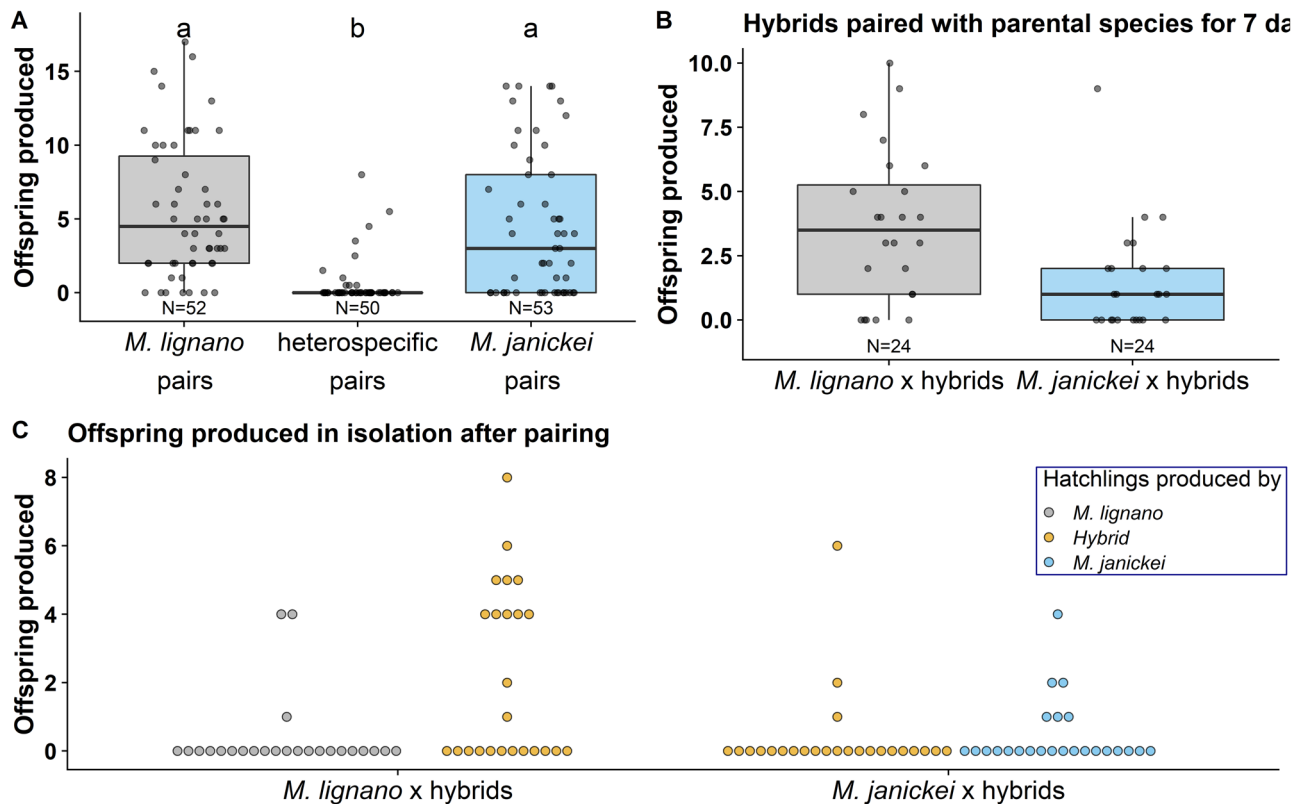 A
a b a
Offspring produced
15
10
5
0
N=52 N=50 N=53
M. lignano heterospecific M. janickei
pairs pairs pairs
B Hybrids paired with parental species for 7 da
Offspring produced
10.0
7.5
5.0
2.5
0.0
N=24 N=24
M. lignano x hybrids M. janickei x hybrids
C Offspring produced in isolation after pairing
Offspring produced
8
6
4
2
0
Hatchlings produced by
M. lignano
Hybrid
M. janickei
M. lignano x hybrids M. janickei x hybrids